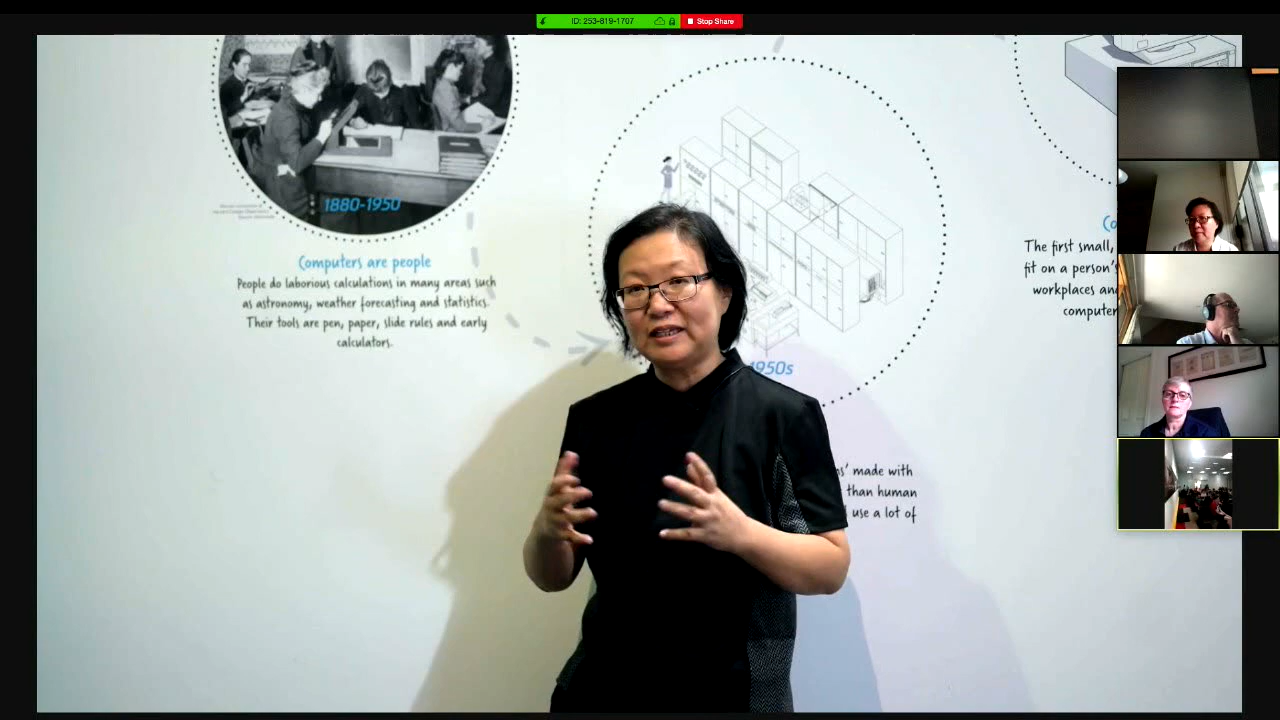 ID: 253-819-1707
Stop Share
1880-1950
Computers are people
People do laborious calculations in many areas such
as astronomy, weather forecasting and statistics.
Their tools are pen, paper, slide rules and early
calculators.
1950s
made with
than human
use a lot of
Co
The first small,
fit on a person's
workplaces and
computer